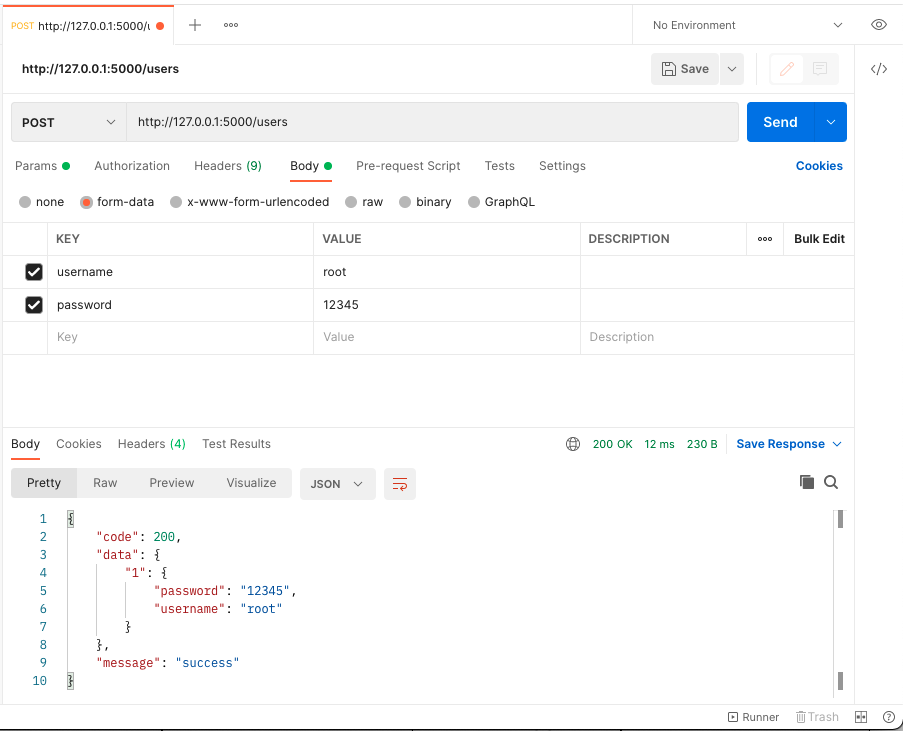 POST http://127.0.0.1:5000/u
No Environment
http://127.0.0.1:5000/users
Save
</>
POST http://127.0.0.1:5000/users Send
Params Authorization Headers (9) Body Pre-request Script Tests Settings Cookies
none form-data x-www-form-urlencoded raw binary GraphQL
KEY VALUE DESCRIPTION Bulk Edit
username root
password 12345
Key Value Description
Body Cookies Headers (4) Test Results 200 OK 12 ms 230 B Save Response
Pretty Raw Preview Visualize JSON
1 {
2 "code": 200,
3 "data": {
4 "1": {
5 "password": "12345",
6 "username": "root"
7 }
8 },
9 "message": "success"
10 }
Runner Trash ?